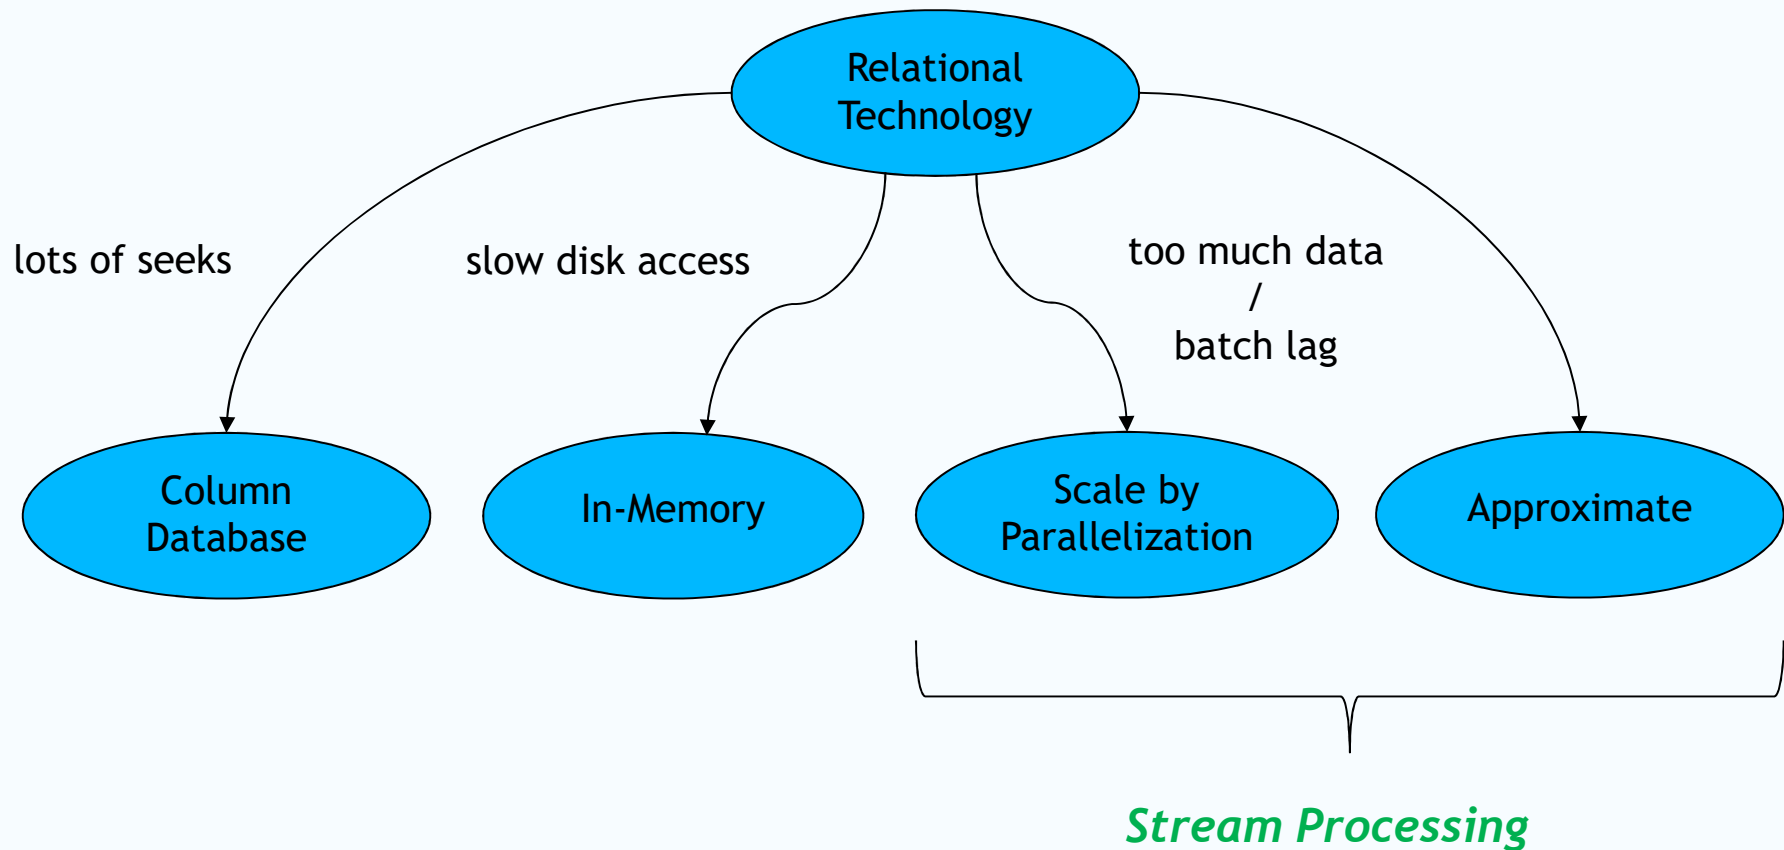 Relational
Technology
lots of seeks
slow disk access
too much data
/
batch lag
Column
Database
In-Memory
Scale by
Parallelization
Approximate
Stream Processing